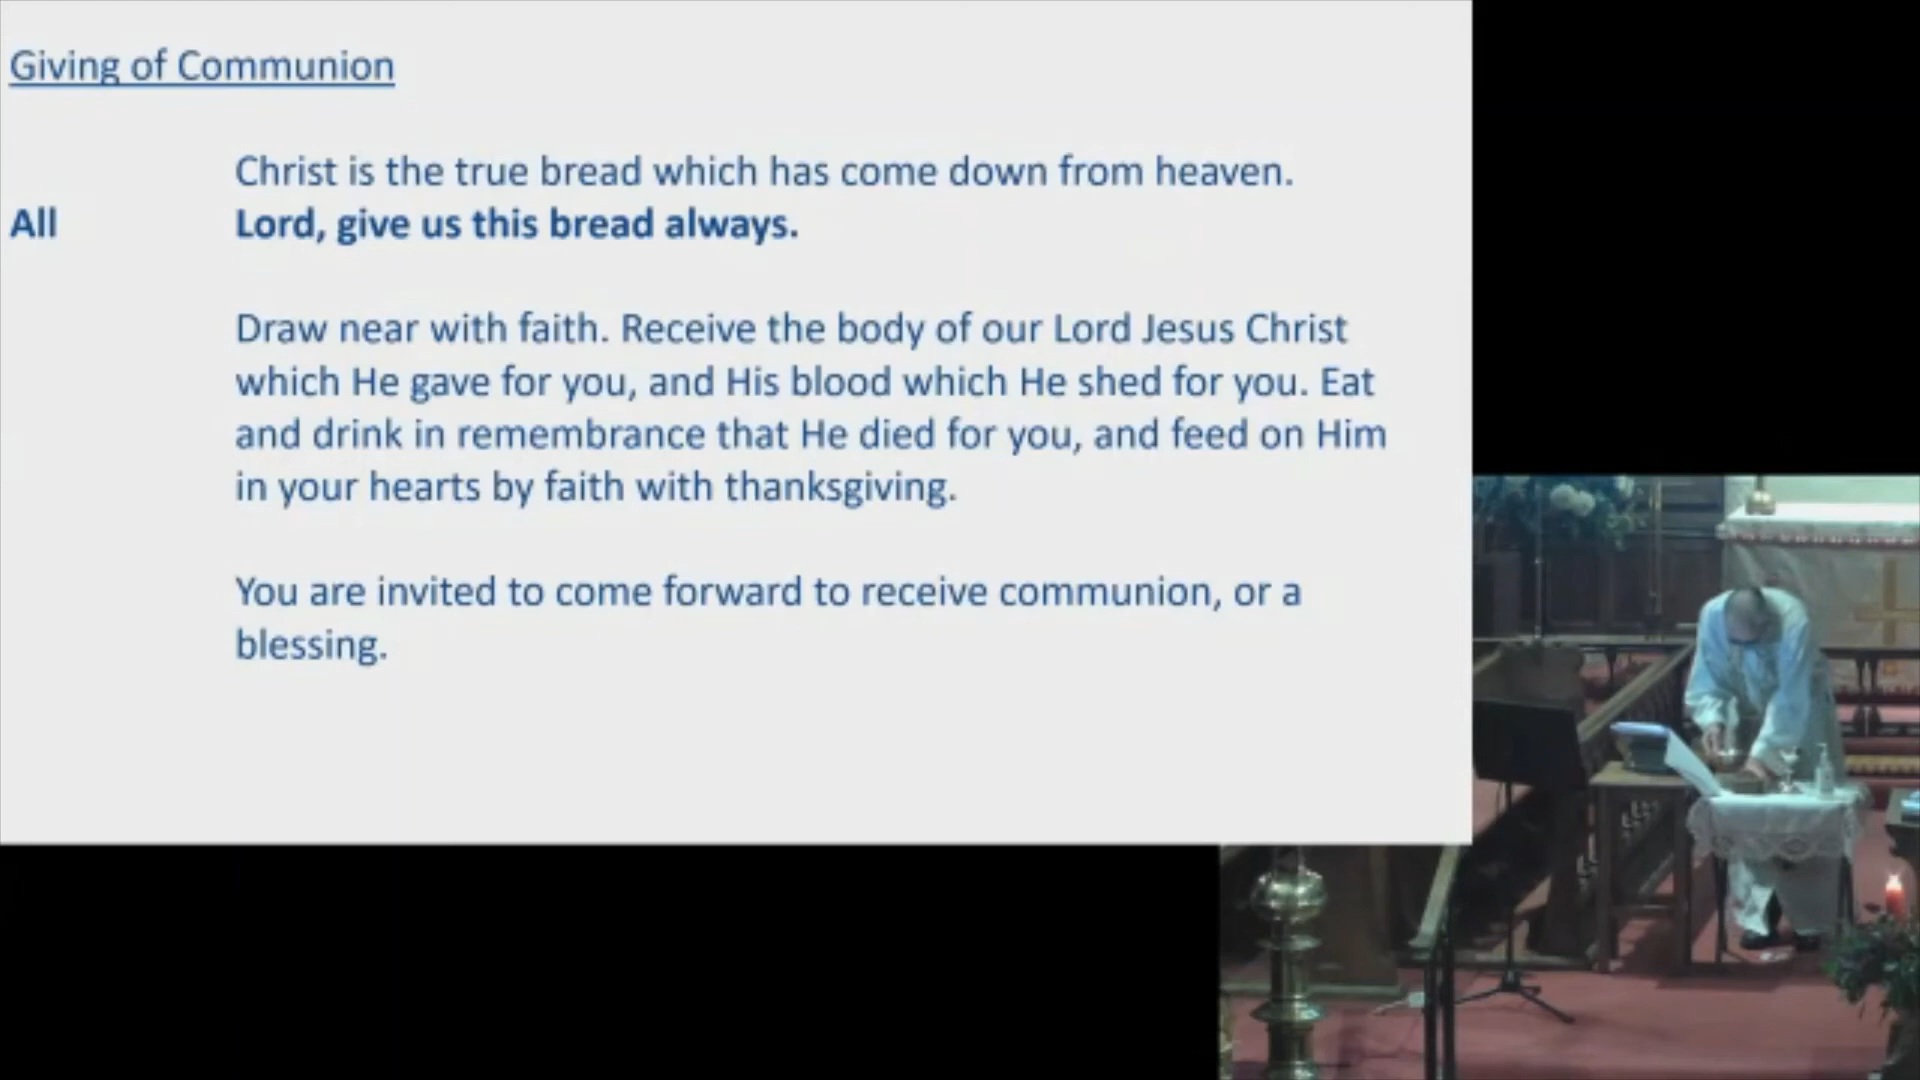 Giving of Communion
Christ is the true bread which has come down from heaven.
All Lord, give us this bread always.
Draw near with faith. Receive the body of our Lord Jesus Christ
which He gave for you, and His blood which He shed for you. Eat
and drink in remembrance that He died for you, and feed on Him
in your hearts by faith with thanksgiving.
You are invited to come forward to receive communion, or a
blessing.